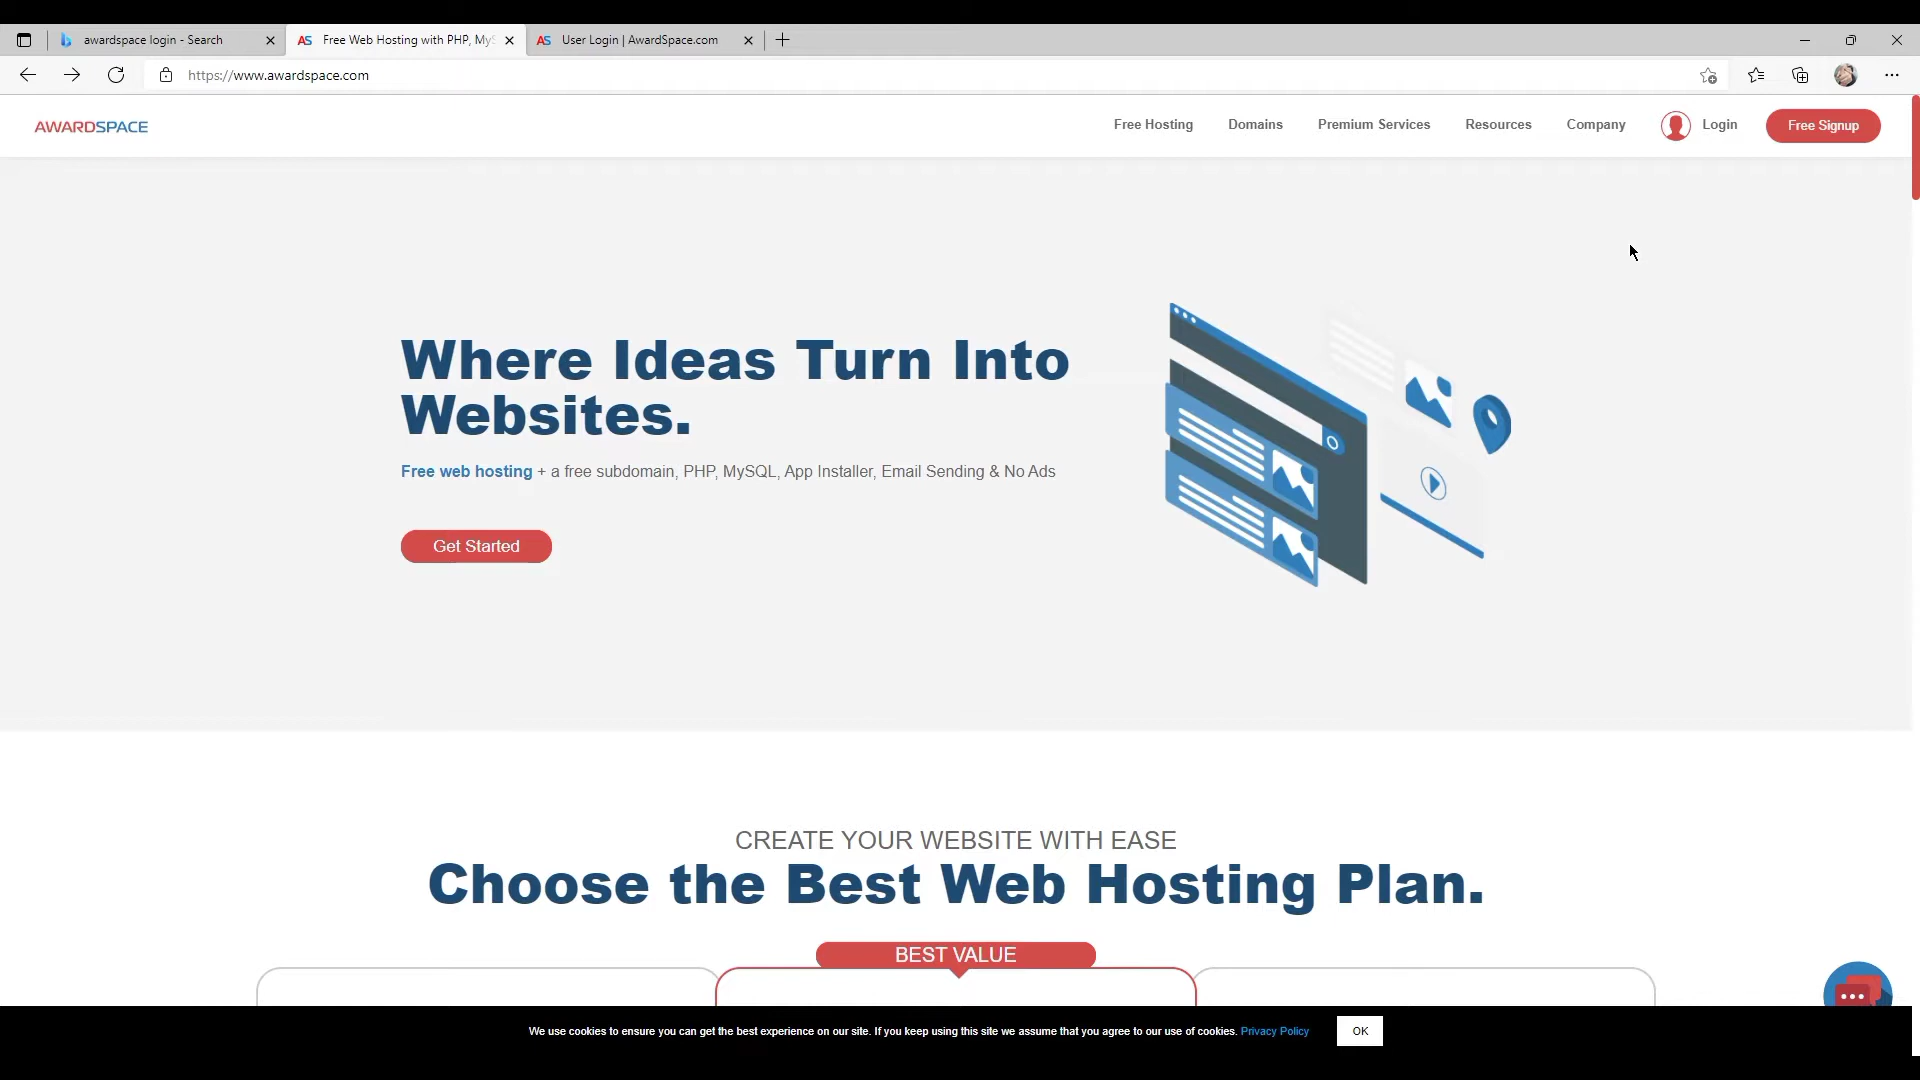 awardspace login - Search
Free Web Hosting with PHP, MyS
User Login | AwardSpace.com
https://www.awardspace.com
AWARDSPACE
Free Hosting
Domains
Premium Services
Resources
Company
Login
Free Signup
Where Ideas Turn Into
Websites.
Free web hosting + a free subdomain, PHP, MySQL, App Installer, Email Sending & No Ads
Get Started
CREATE YOUR WEBSITE WITH EASE
Choose the Best Web Hosting Plan.
BEST VALUE
We use cookies to ensure you can get the best experience on our site. If you keep using this site we assume that you agree to our use of cookies. Privacy Policy
OK